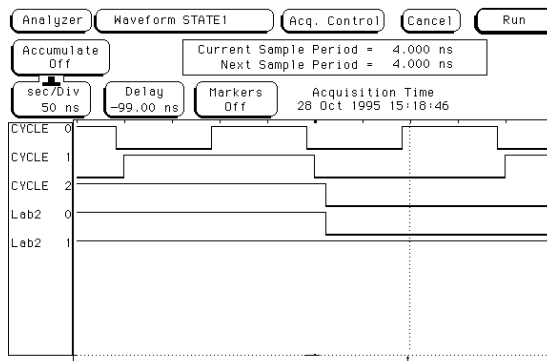 Analyzer Waveform STATE1 Acq. Control Cancel Run
Accumulate
Off
Current Sample Period = 4.000 ns
Next Sample Period = 4.000 ns
sec/Div
50 ns
Delay
-99.00 ns
Markers
Off
Acquisition Time
28 Oct 1995 15:18:46
CYCLE 0
CYCLE 1
CYCLE 2
Lab2 0
Lab2 1